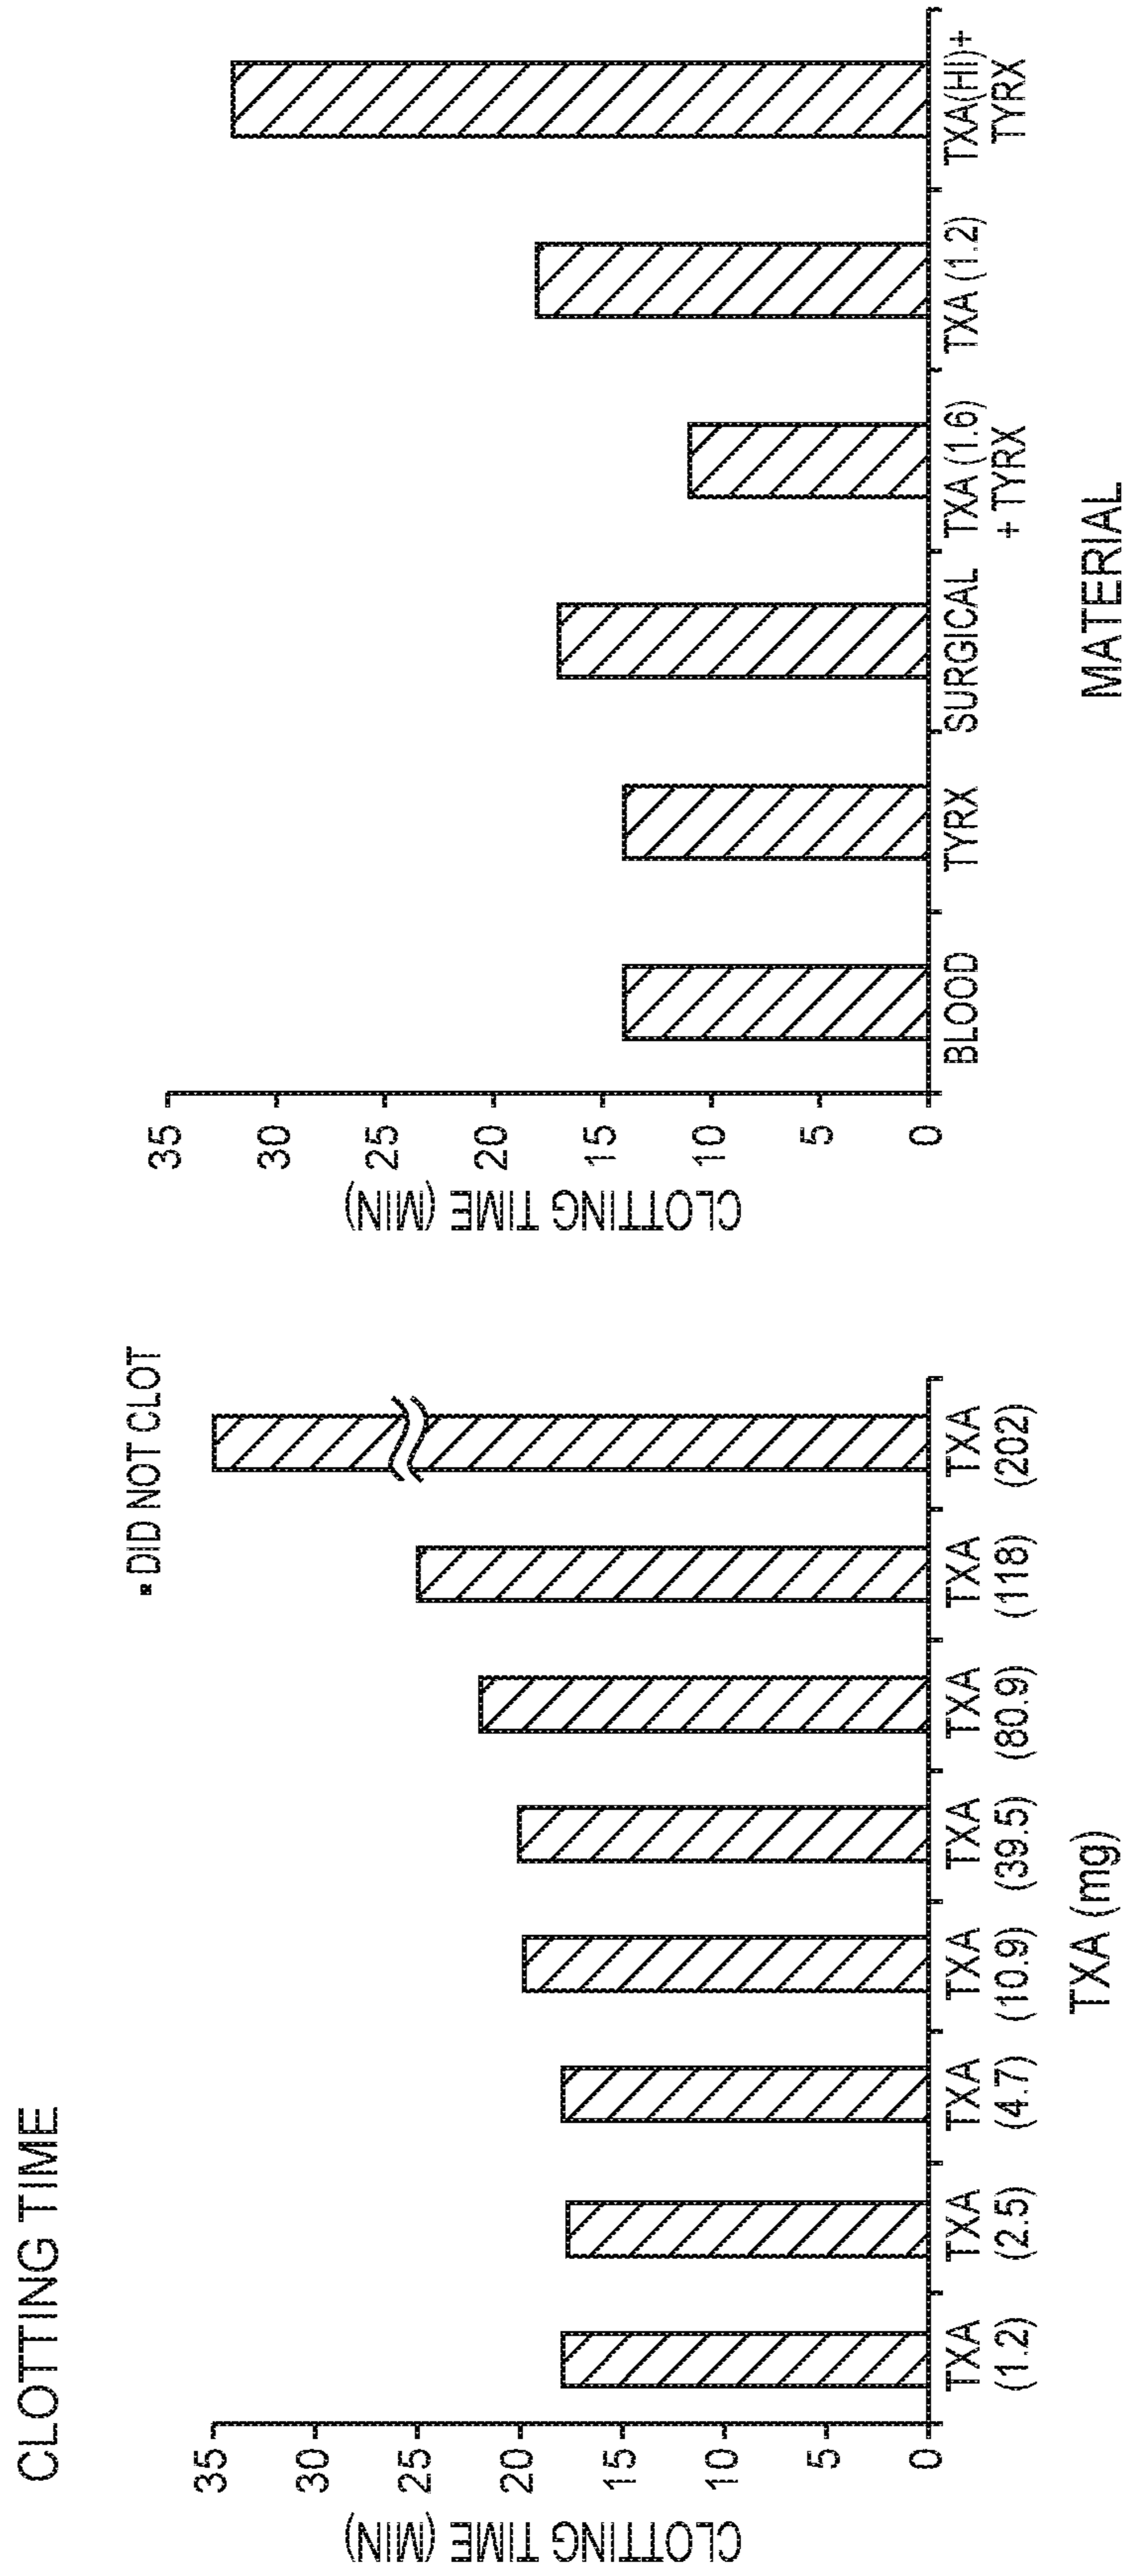 CLOTTING TIME
▪ DID NOT CLOT
CLOTTING TIME (MIN)
35
30
25
20
15
10
5
0
TXA TXA TXA TXA TXA TXA TXA TXA
(1.2) (2.5) (4.7) (10.9) (39.5) (80.9) (118) (202)
TXA (mg)
CLOTTING TIME (MIN)
35
30
25
20
15
10
5
0
BLOOD TYRX SURGICAL TXA (1.6) TXA (1.2) TXA(HI)+
+ TYRX TYRX
MATERIAL